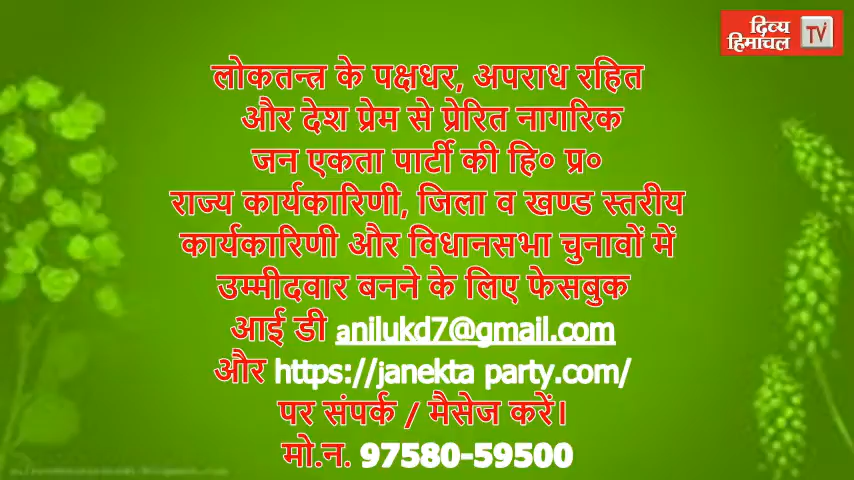 दिव्य
हिमाचल TV
लोकतन्त्र के पक्षधर, अपराध रहित
और देश प्रेम से प्रेरित नागरिक
जन एकता पार्टी की हि० प्र०
राज्य कार्यकारिणी, जिला व खण्ड स्तरीय
कार्यकारिणी और विधानसभा चुनावों में
उम्मीदवार बनने के लिए फेसबुक
आई डी anilukd7@gmail.com
और https://janekta party.com/
पर संपर्क / मैसेज करें।
मो.न. 97580-59500